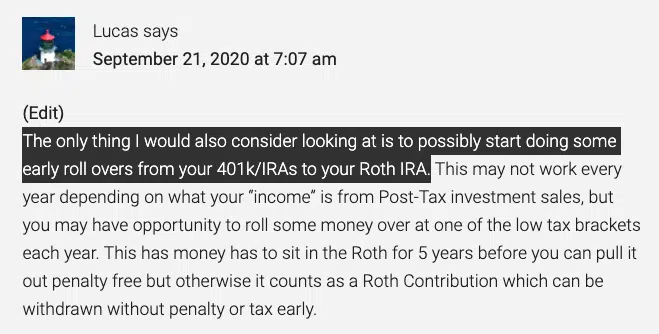 Lucas says
September 21, 2020 at 7:07 am
(Edit)
The only thing I would also consider looking at is to possibly start doing some
early roll overs from your 401k/IRAs to your Roth IRA. This may not work every
year depending on what your “income” is from Post-Tax investment sales, but
you may have opportunity to roll some money over at one of the low tax brackets
each year. This has money has to sit in the Roth for 5 years before you can pull it
out penalty free but otherwise it counts as a Roth Contribution which can be
withdrawn without penalty or tax early.